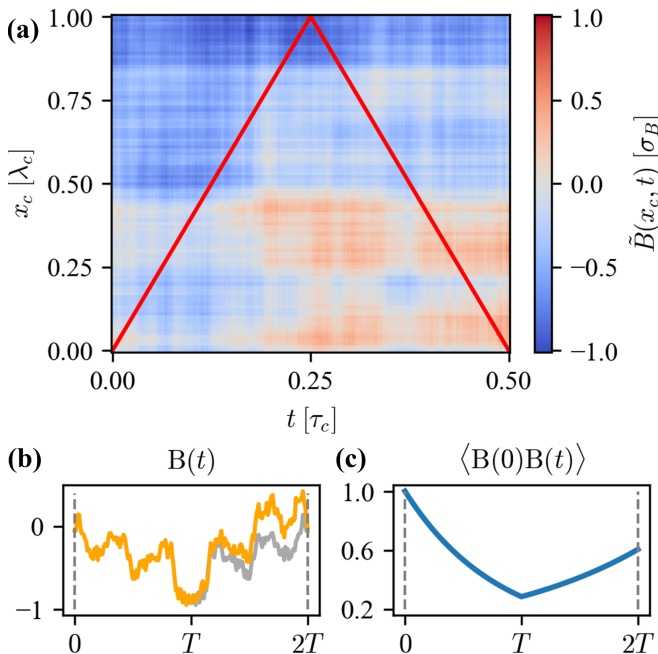 (a)
1.00
0.75
0.50
0.25
0.00
x_c [λ_c]
0.00 0.25 0.50
t [τ_c]
1.0
0.5
0.0
−0.5
−1.0
B̃(x_c, t) [σ_B]
(b) B(t)
0
−1
0 T 2T
(c) ⟨B(0)B(t)⟩
1.0
0.6
0.2
0 T 2T